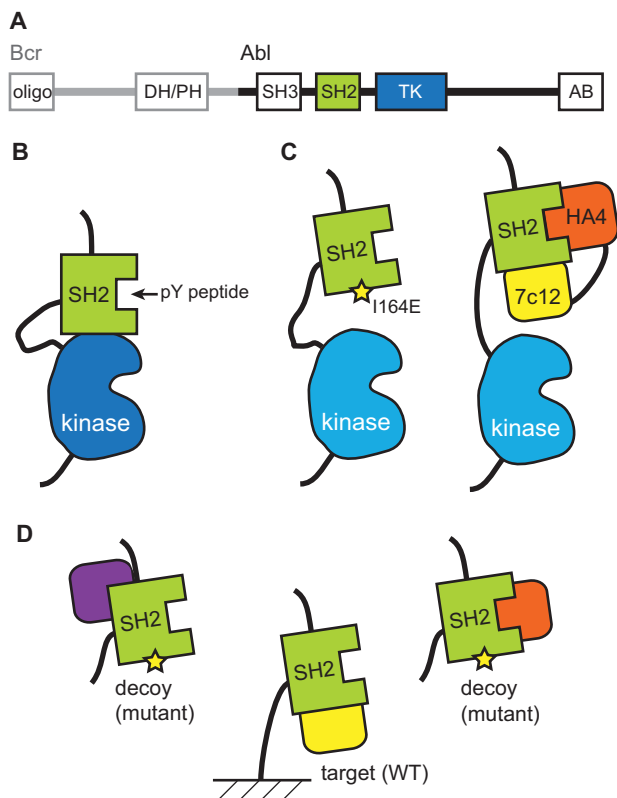 A
Bcr
Abl
oligo
DH/PH
SH3
SH2
TK
AB
B
SH2
pY peptide
kinase
C
SH2
I164E
kinase
SH2
HA4
7c12
kinase
D
SH2
decoy
(mutant)
SH2
target (WT)
SH2
decoy
(mutant)